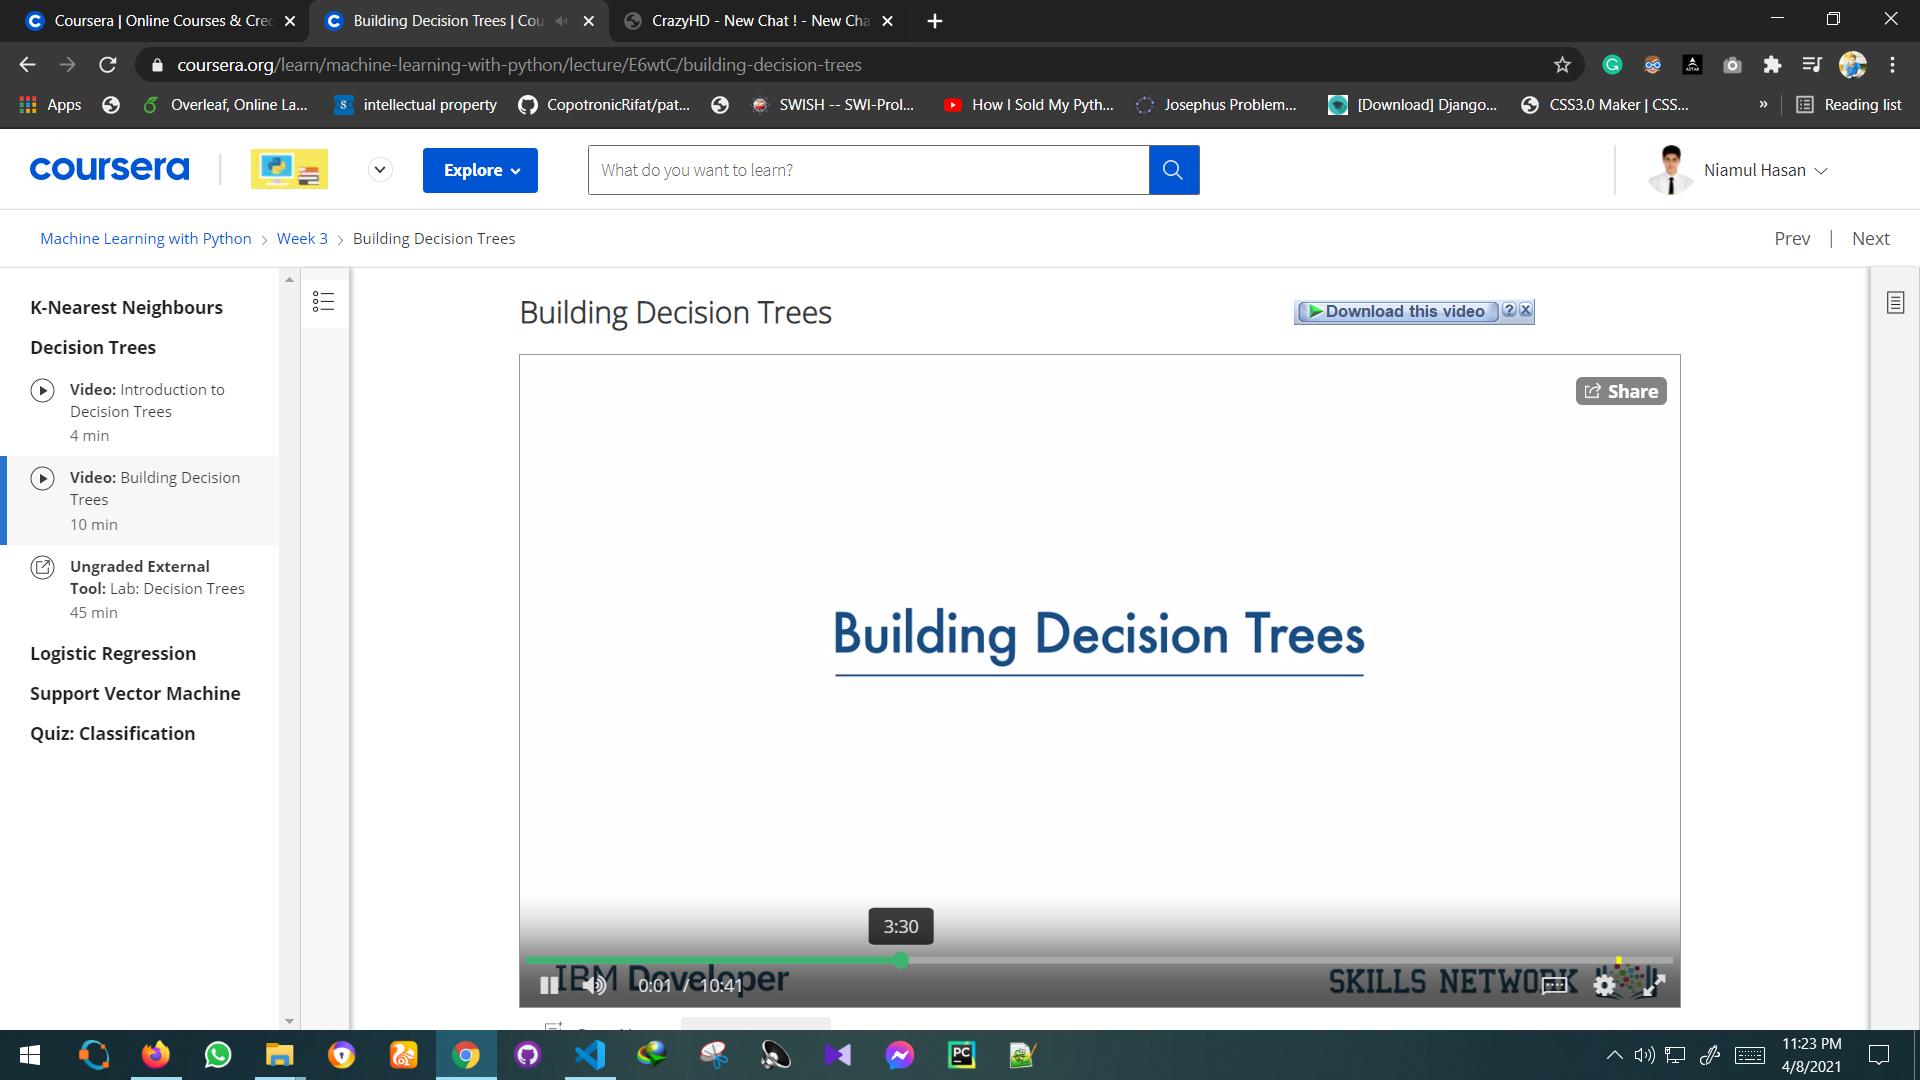 Coursera | Online Courses & Cre
Building Decision Trees | Cou
CrazyHD - New Chat ! - New Cha
coursera.org/learn/machine-learning-with-python/lecture/E6wtC/building-decision-trees
Apps
Overleaf, Online La...
intellectual property
CopotronicRifat/pat...
SWISH -- SWI-Prol...
How I Sold My Pyth...
Josephus Problem...
[Download] Django...
CSS3.0 Maker | CSS...
»
Reading list
coursera
Explore
What do you want to learn?
Niamul Hasan
Machine Learning with Python > Week 3 > Building Decision Trees
Prev | Next
K-Nearest Neighbours
Decision Trees
Video: Introduction to
Decision Trees
4 min
Video: Building Decision
Trees
10 min
Ungraded External
Tool: Lab: Decision Trees
45 min
Logistic Regression
Support Vector Machine
Quiz: Classification
Building Decision Trees
Download this video
Share
Building Decision Trees
3:30
IBM Developer
SKILLS NETWORK
0:01 / 10:41
11:23 PM
4/8/2021